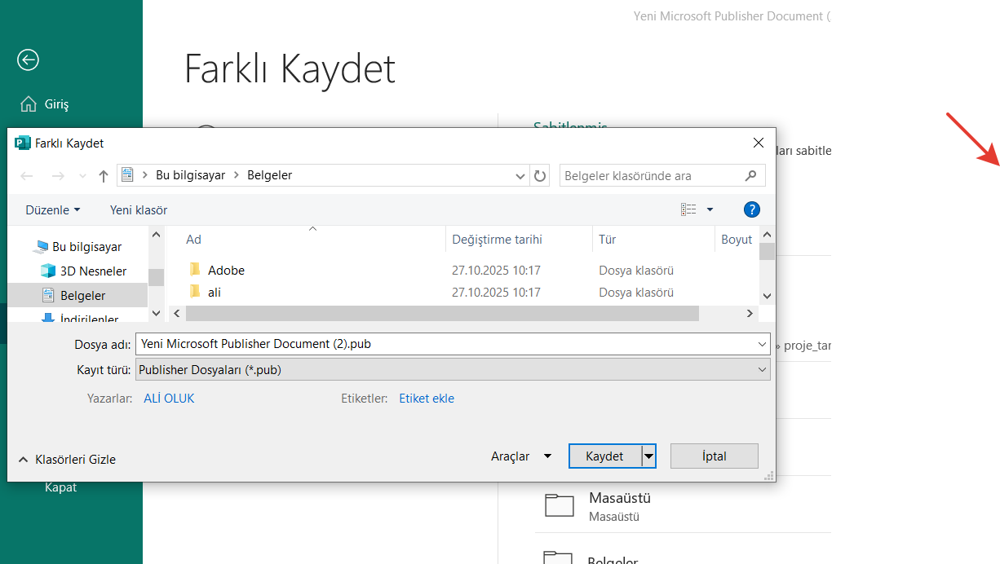 Yeni Microsoft Publisher Document (
Farklı Kaydet
Giriş
Sabitlenmiş
Farklı Kaydet
ları sabitle
Bu bilgisayar > Belgeler
Belgeler klasöründe ara
Düzenle
Yeni klasör
Bu bilgisayar
3D Nesneler
Belgeler
İndirilenler
Ad
Değiştirme tarihi
Tür
Boyut
Adobe
27.10.2025 10:17
Dosya klasörü
ali
27.10.2025 10:17
Dosya klasörü
Dosya adı: Yeni Microsoft Publisher Document (2).pub
» proje_tar
Kayıt türü: Publisher Dosyaları (*.pub)
Yazarlar: ALİ OLUK
Etiketler: Etiket ekle
Klasörleri Gizle
Araçlar
Kaydet
İptal
Kapat
Masaüstü
Masaüstü
Belgeler